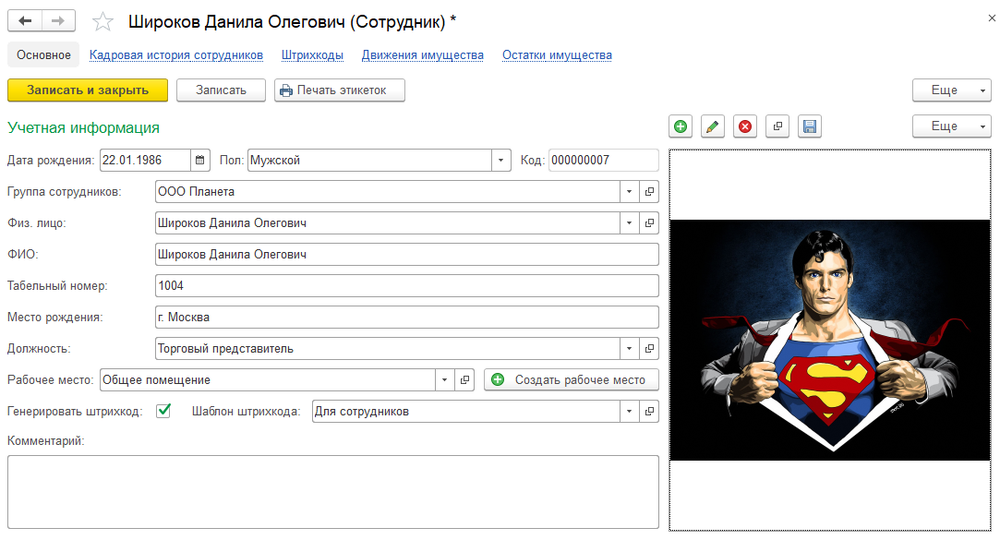 Широков Данила Олегович (Сотрудник) *
Основное Кадровая история сотрудников Штрихкоды Движения имущества Остатки имущества
Записать и закрыть Записать Печать этикеток Еще
Учетная информация Еще
Дата рождения: 22.01.1986 Пол: Мужской Код: 000000007
Группа сотрудников: ООО Планета
Физ. лицо: Широков Данила Олегович
ФИО: Широков Данила Олегович
Табельный номер: 1004
Место рождения: г. Москва
Должность: Торговый представитель
Рабочее место: Общее помещение Создать рабочее место
Генерировать штрихкод: Шаблон штрихкода: Для сотрудников
Комментарий:
S